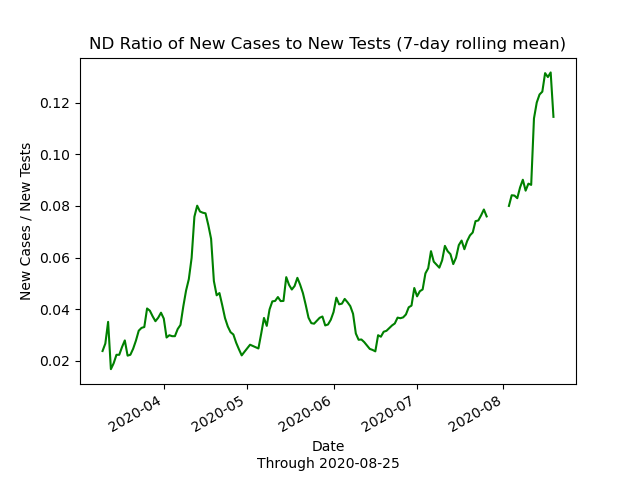 ND Ratio of New Cases to New Tests (7-day rolling mean)
New Cases / New Tests
0.12
0.10
0.08
0.06
0.04
0.02
2020-04
2020-05
2020-06
2020-07
2020-08
Date
Through 2020-08-25